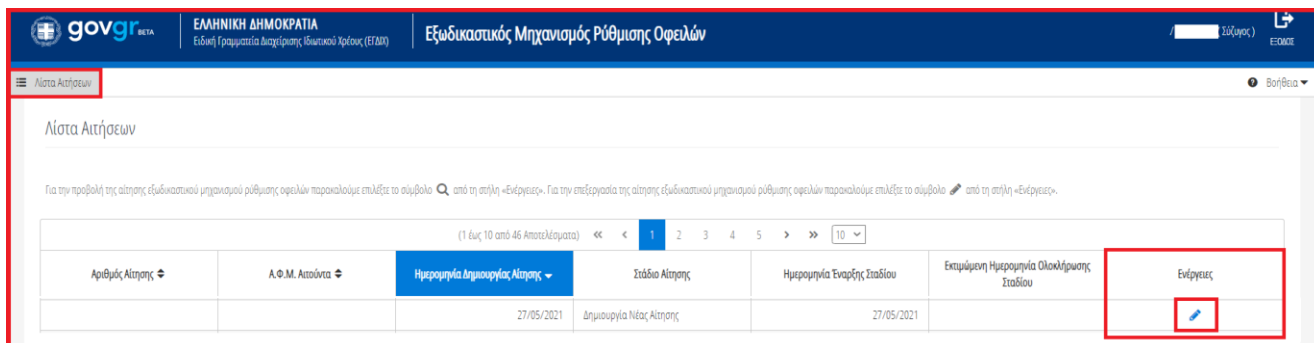 govgr BETA
ΕΛΛΗΝΙΚΗ ΔΗΜΟΚΡΑΤΙΑ
Ειδική Γραμματεία Διαχείρισης Ιδιωτικού Χρέους (ΕΓΔΙΧ)
Εξωδικαστικός Μηχανισμός Ρύθμισης Οφειλών
/ Σύζυγος )
ΕΞΟΔΟΣ
Λίστα Αιτήσεων
Βοήθεια
Λίστα Αιτήσεων
Για την προβολή της αίτησης εξωδικαστικού μηχανισμού ρύθμισης οφειλών παρακαλούμε επιλέξτε το σύμβολο από τη στήλη «Ενέργειες». Για την επεξεργασία της αίτησης εξωδικαστικού μηχανισμού ρύθμισης οφειλών παρακαλούμε επιλέξτε το σύμβολο από τη στήλη «Ενέργειες».
(1 έως 10 από 46 Αποτελέσματα) « ‹ 1 2 3 4 5 › » 10
Αριθμός Αίτησης
Α.Φ.Μ. Αιτούντα
Ημερομηνία Δημιουργίας Αίτησης
Στάδιο Αίτησης
Ημερομηνία Έναρξης Σταδίου
Εκτιμώμενη Ημερομηνία Ολοκλήρωσης
Σταδίου
Ενέργειες
27/05/2021
Δημιουργία Νέας Αίτησης
27/05/2021